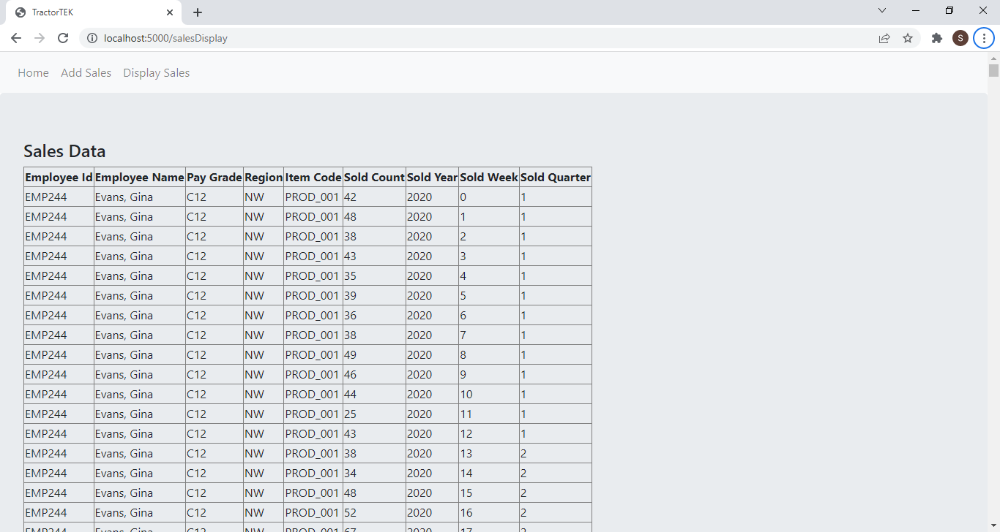 TractorTEK
localhost:5000/salesDisplay
S
Home Add Sales Display Sales
Sales Data
Employee Id Employee Name Pay Grade Region Item Code Sold Count Sold Year Sold Week Sold Quarter
EMP244 Evans, Gina C12 NW PROD_001 42 2020 0 1
EMP244 Evans, Gina C12 NW PROD_001 48 2020 1 1
EMP244 Evans, Gina C12 NW PROD_001 38 2020 2 1
EMP244 Evans, Gina C12 NW PROD_001 43 2020 3 1
EMP244 Evans, Gina C12 NW PROD_001 35 2020 4 1
EMP244 Evans, Gina C12 NW PROD_001 39 2020 5 1
EMP244 Evans, Gina C12 NW PROD_001 36 2020 6 1
EMP244 Evans, Gina C12 NW PROD_001 38 2020 7 1
EMP244 Evans, Gina C12 NW PROD_001 49 2020 8 1
EMP244 Evans, Gina C12 NW PROD_001 46 2020 9 1
EMP244 Evans, Gina C12 NW PROD_001 44 2020 10 1
EMP244 Evans, Gina C12 NW PROD_001 25 2020 11 1
EMP244 Evans, Gina C12 NW PROD_001 43 2020 12 1
EMP244 Evans, Gina C12 NW PROD_001 38 2020 13 2
EMP244 Evans, Gina C12 NW PROD_001 34 2020 14 2
EMP244 Evans, Gina C12 NW PROD_001 48 2020 15 2
EMP244 Evans, Gina C12 NW PROD_001 52 2020 16 2
EMP244 Evans, Gina C12 NW PROD_001 67 2020 17 2